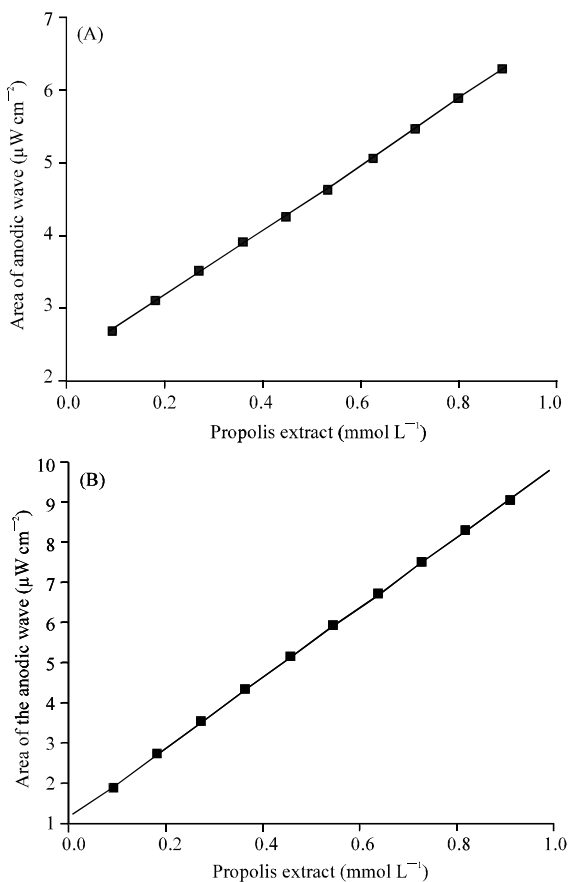 (A)
7
6
5
4
3
2
Area of anodic wave (µW cm⁻²)
0.0 0.2 0.4 0.6 0.8 1.0
Propolis extract (mmol L⁻¹)
(B)
10
9
8
7
6
5
4
3
2
1
Area of the anodic wave (µW cm⁻²)
0.0 0.2 0.4 0.6 0.8 1.0
Propolis extract (mmol L⁻¹)